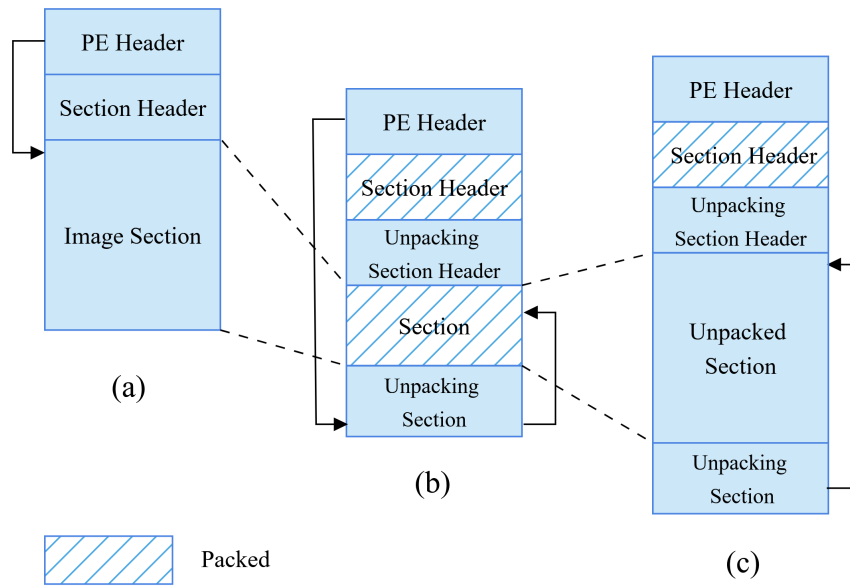 PE Header
Section Header
Image Section
(a)
PE Header
Section Header
Unpacking
Section Header
Section
Unpacking
Section
(b)
PE Header
Section Header
Unpacking
Section Header
Unpacked
Section
Unpacking
Section
(c)
Packed